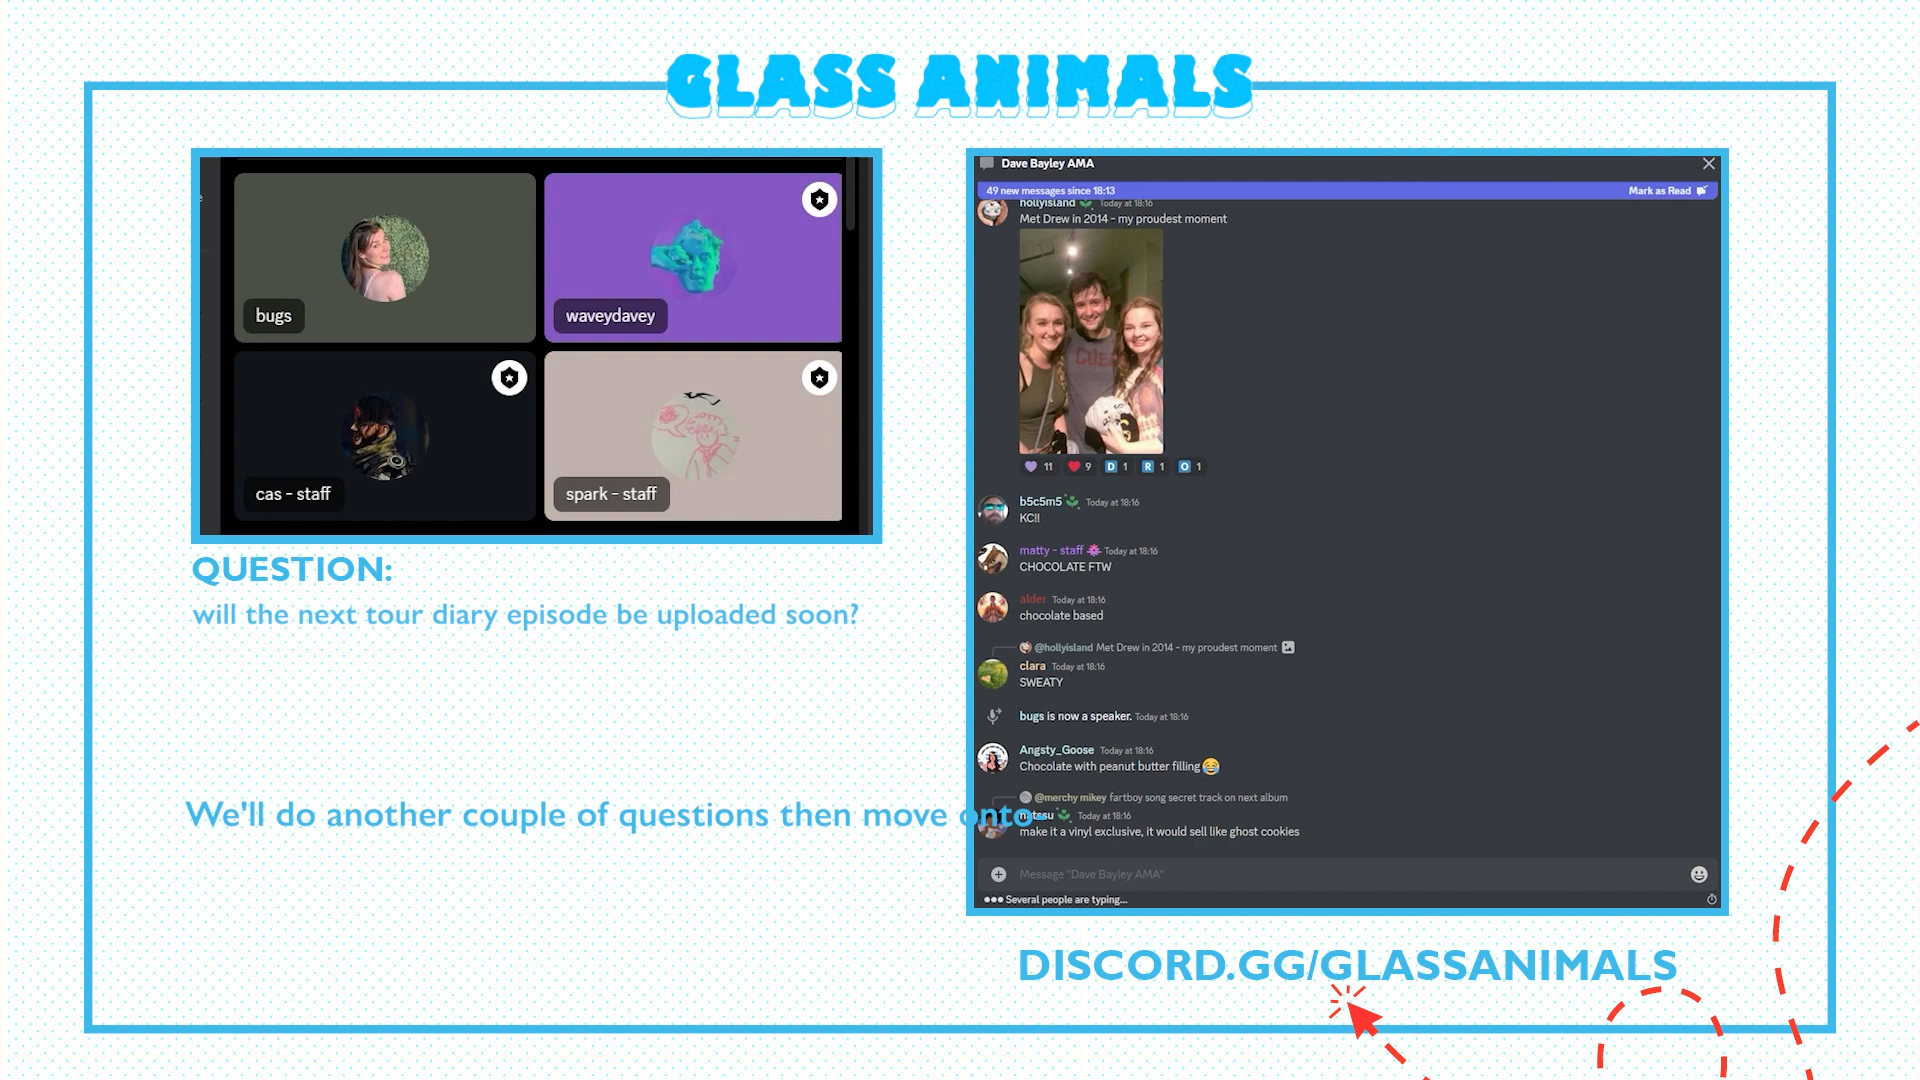 GLASS ANIMALS
bugs
waveydavey
cas - staff
spark - staff
QUESTION:
will the next tour diary episode be uploaded soon?
We'll do another couple of questions then move onto-
Dave Bayley AMA
49 new messages since 18:13
Mark as Read
hollyisland Today at 18:16
Met Drew in 2014 - my proudest moment
11 9 D 1 R 1 O 1
b5c5m5 Today at 18:16
KC!!
matty - staff Today at 18:16
CHOCOLATE FTW
alder Today at 18:16
chocolate based
@hollyisland Met Drew in 2014 - my proudest moment
clara Today at 18:16
SWEATY
bugs is now a speaker. Today at 18:16
Angsty_Goose Today at 18:16
Chocolate with peanut butter filling
@merchy mikey fartboy song secret track on next album
Today at 18:16
make it a vinyl exclusive, it would sell like ghost cookies
Message "Dave Bayley AMA"
Several people are typing...
DISCORD.GG/GLASSANIMALS